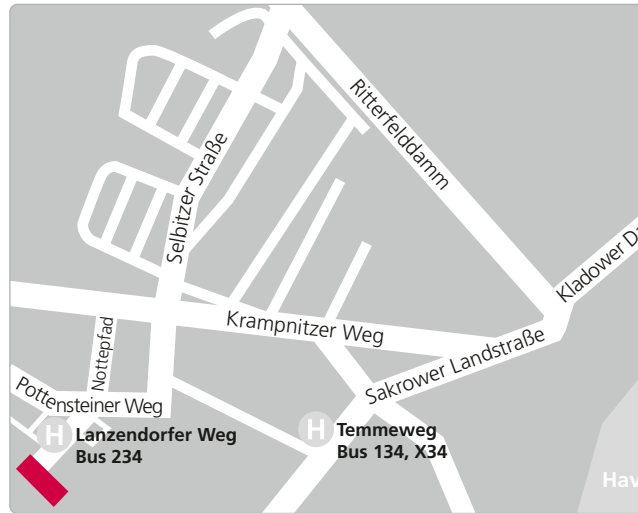 Ritterfelddamm
Selbitzer Straße
Kladower
Krampnitzer Weg
Sakrower Landstraße
Nottepfad
Pottensteiner Weg
H Lanzendorfer Weg
Bus 234
H Temmeweg
Bus 134, X34